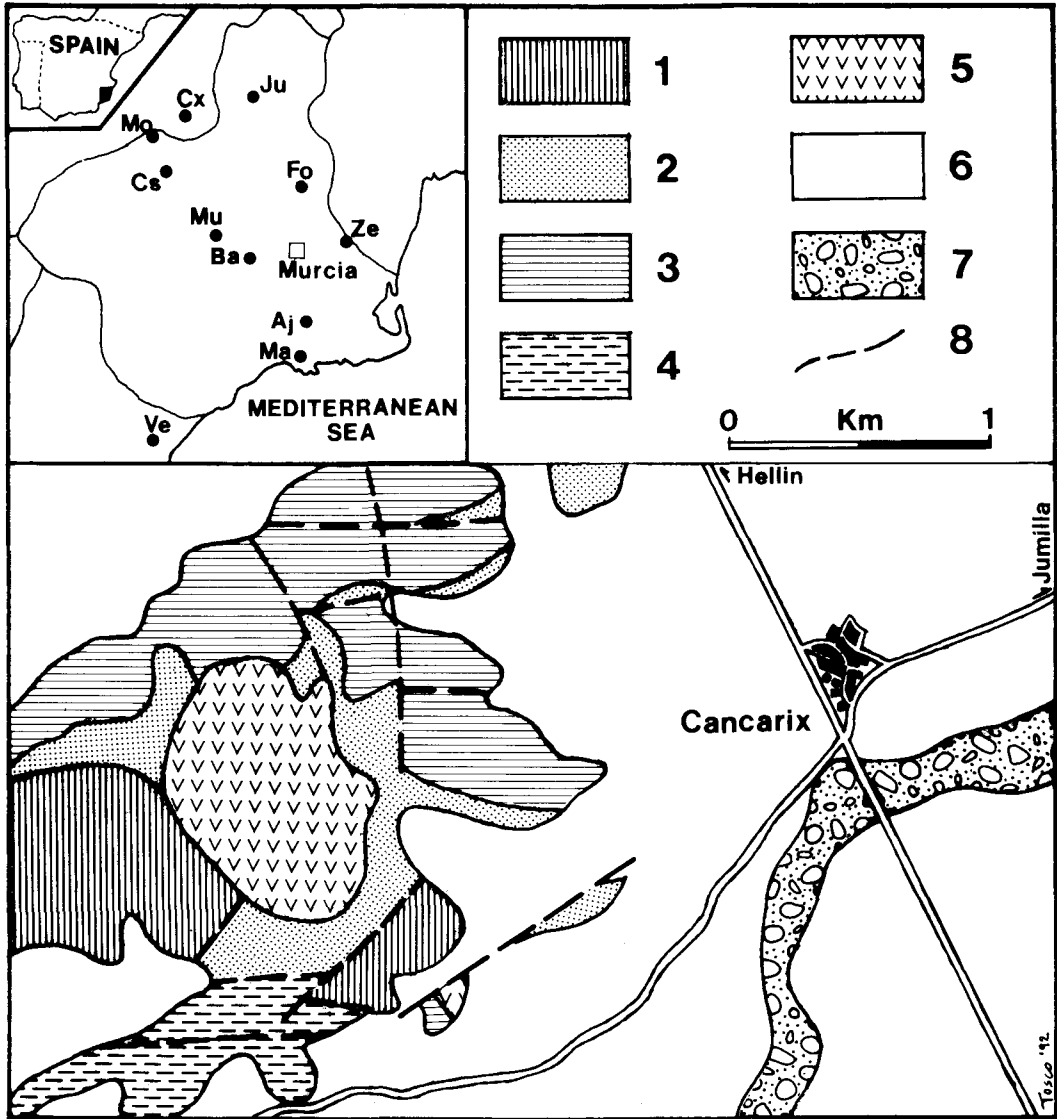 SPAIN
Ju
Cx
Mo
Cs
Fo
Mu
Ze
Ba
Murcia
Aj
Ma
MEDITERRANEAN
SEA
Ve
1
5
2
6
3
7
4
8
0 Km 1
Hellin
Jumilla
Cancarix
Tosco '92